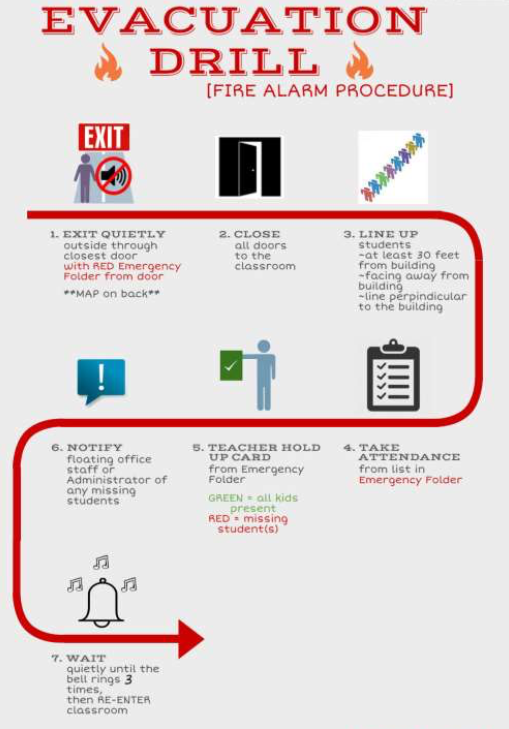 EVACUATION
DRILL
[FIRE ALARM PROCEDURE]
EXIT
1. EXIT QUIETLY
outside through
closest door
with RED Emergency
Folder from door
**MAP on back**
2. CLOSE
all doors
to the
classroom
3. LINE UP
students
~at least 30 feet
from building
~facing away from
building
~line perpindicular
to the building
4. TAKE
ATTENDANCE
from list in
Emergency Folder
5. TEACHER HOLD
UP CARD
from Emergency
Folder
GREEN = all kids
present
RED = missing
student(s)
6. NOTIFY
floating office
staff or
Administrator of
any missing
students
!
7. WAIT
quietly until the
bell rings 3
times,
then RE-ENTER
classroom